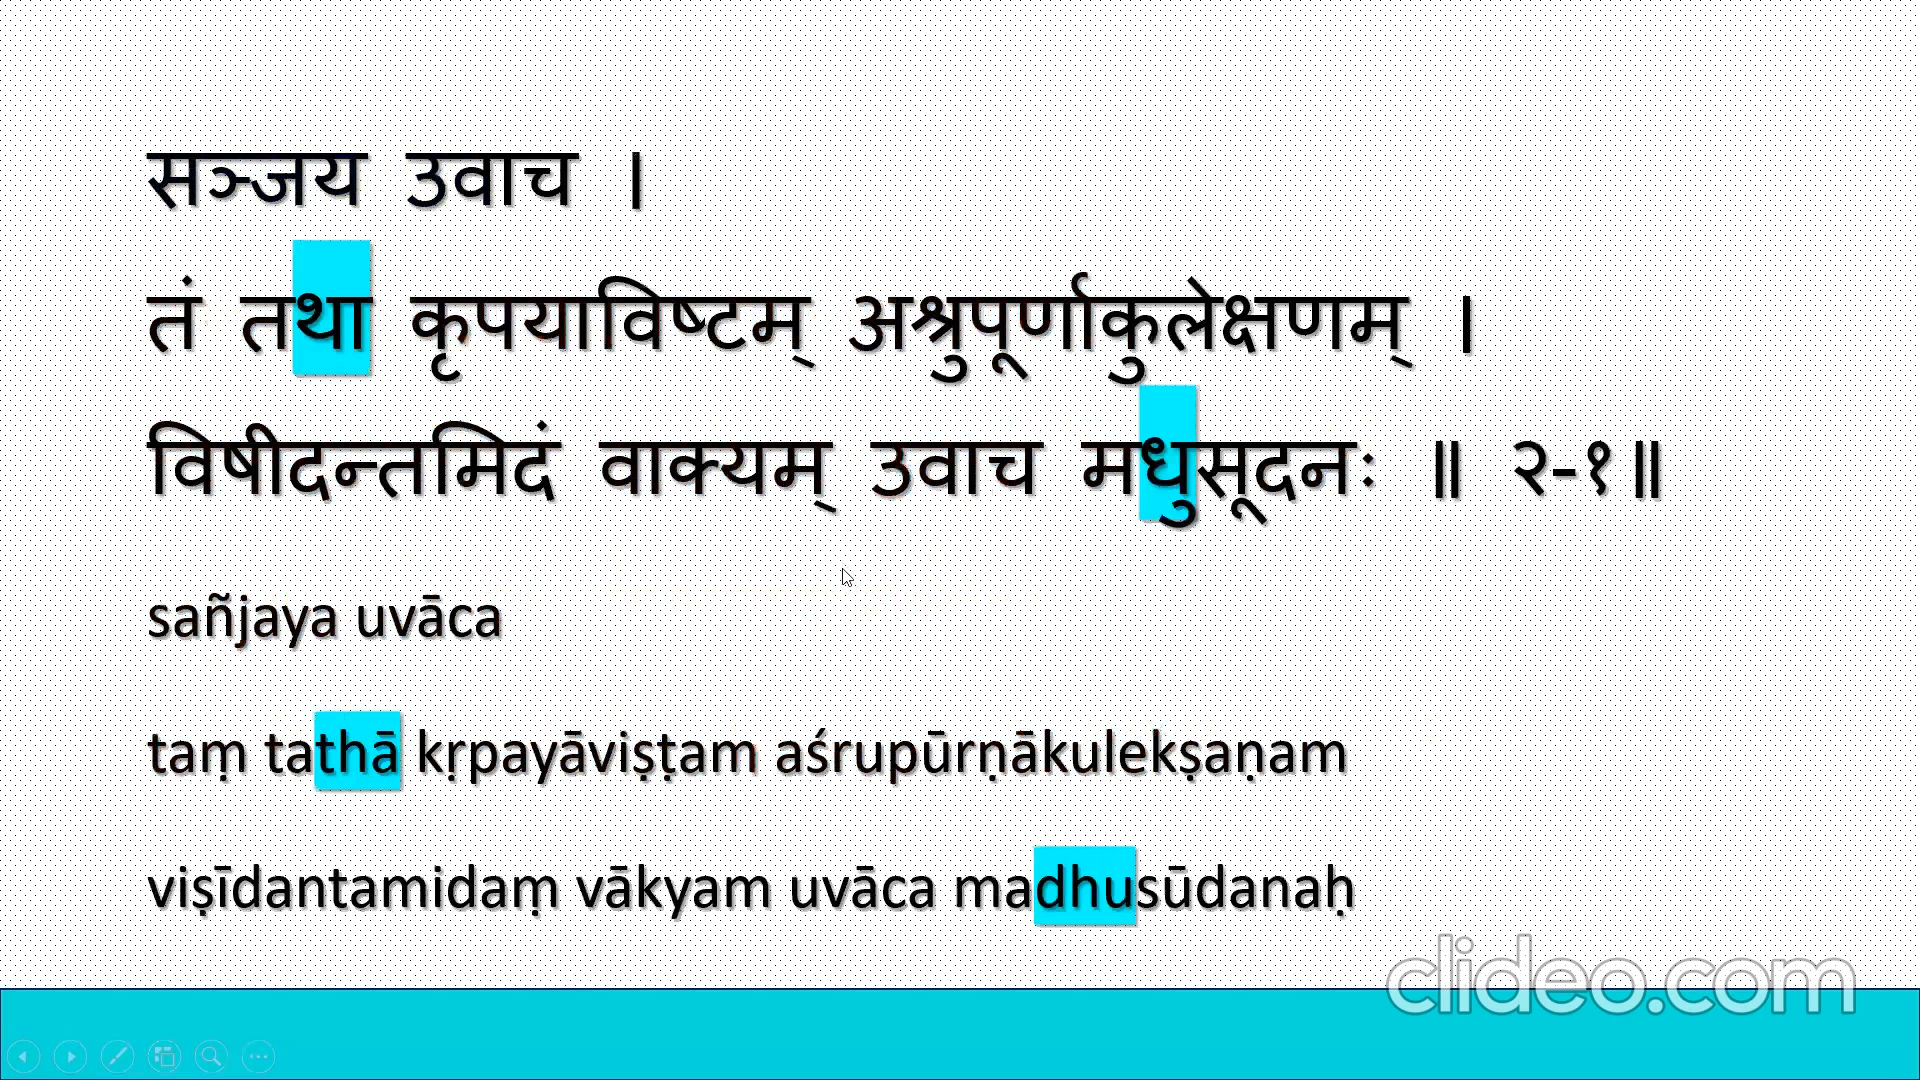 सञ्जय उवाच ।
तं तथा कृपयाविष्टम् अश्रुपूर्णाकुलेक्षणम् ।
विषीदन्तमिदं वाक्यम् उवाच मधुसूदनः ॥ २-१॥
sañjaya uvāca
taṃ tathā kṛpayāviṣṭam aśrupūrṇākulekṣaṇam
viṣīdantamidaṃ vākyam uvāca madhusūdanaḥ
clideo.com